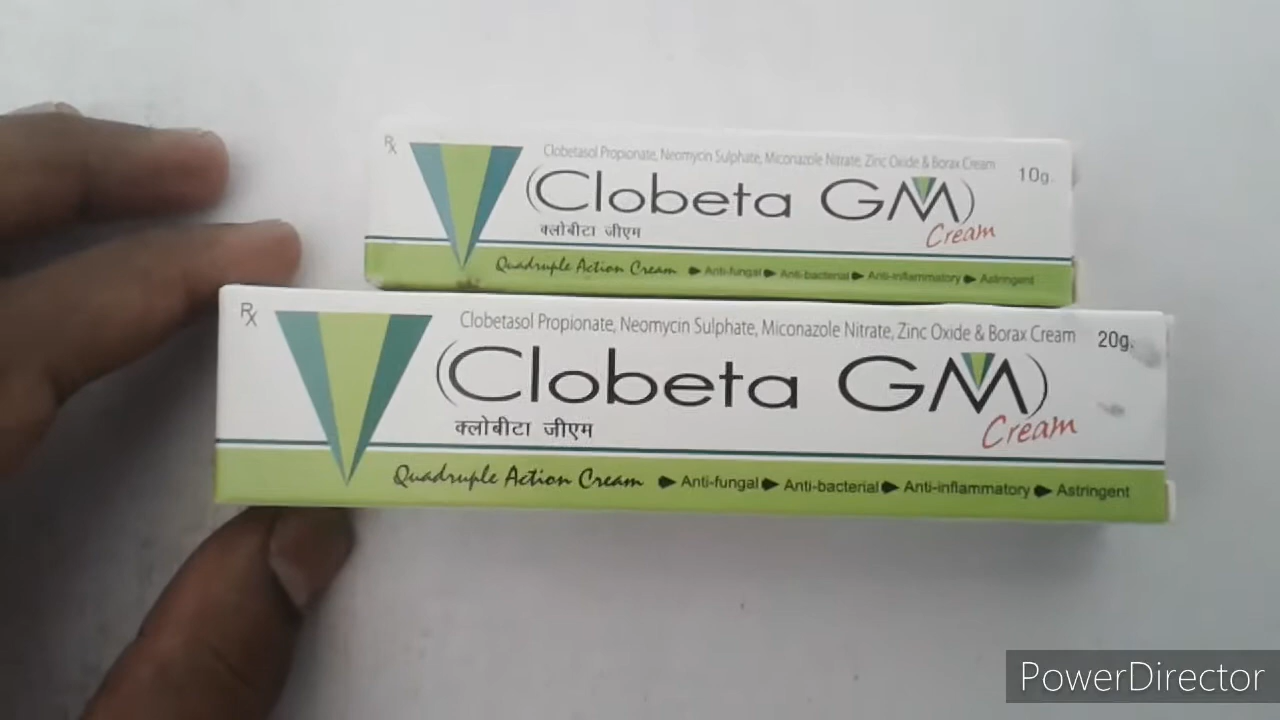 Rx
Clobetasol Propionate, Neomycin Sulphate, Miconazole Nitrate, Zinc Oxide & Borax Cream
10g.
(Clobeta GM)
क्लोबीटा जीएम
Cream
Quadruple Action Cream Anti-fungal Anti-bacterial Anti-inflammatory Astringent
Rx
Clobetasol Propionate, Neomycin Sulphate, Miconazole Nitrate, Zinc Oxide & Borax Cream
20g.
(Clobeta GM)
क्लोबीटा जीएम
Cream
Quadruple Action Cream Anti-fungal Anti-bacterial Anti-inflammatory Astringent
PowerDirector